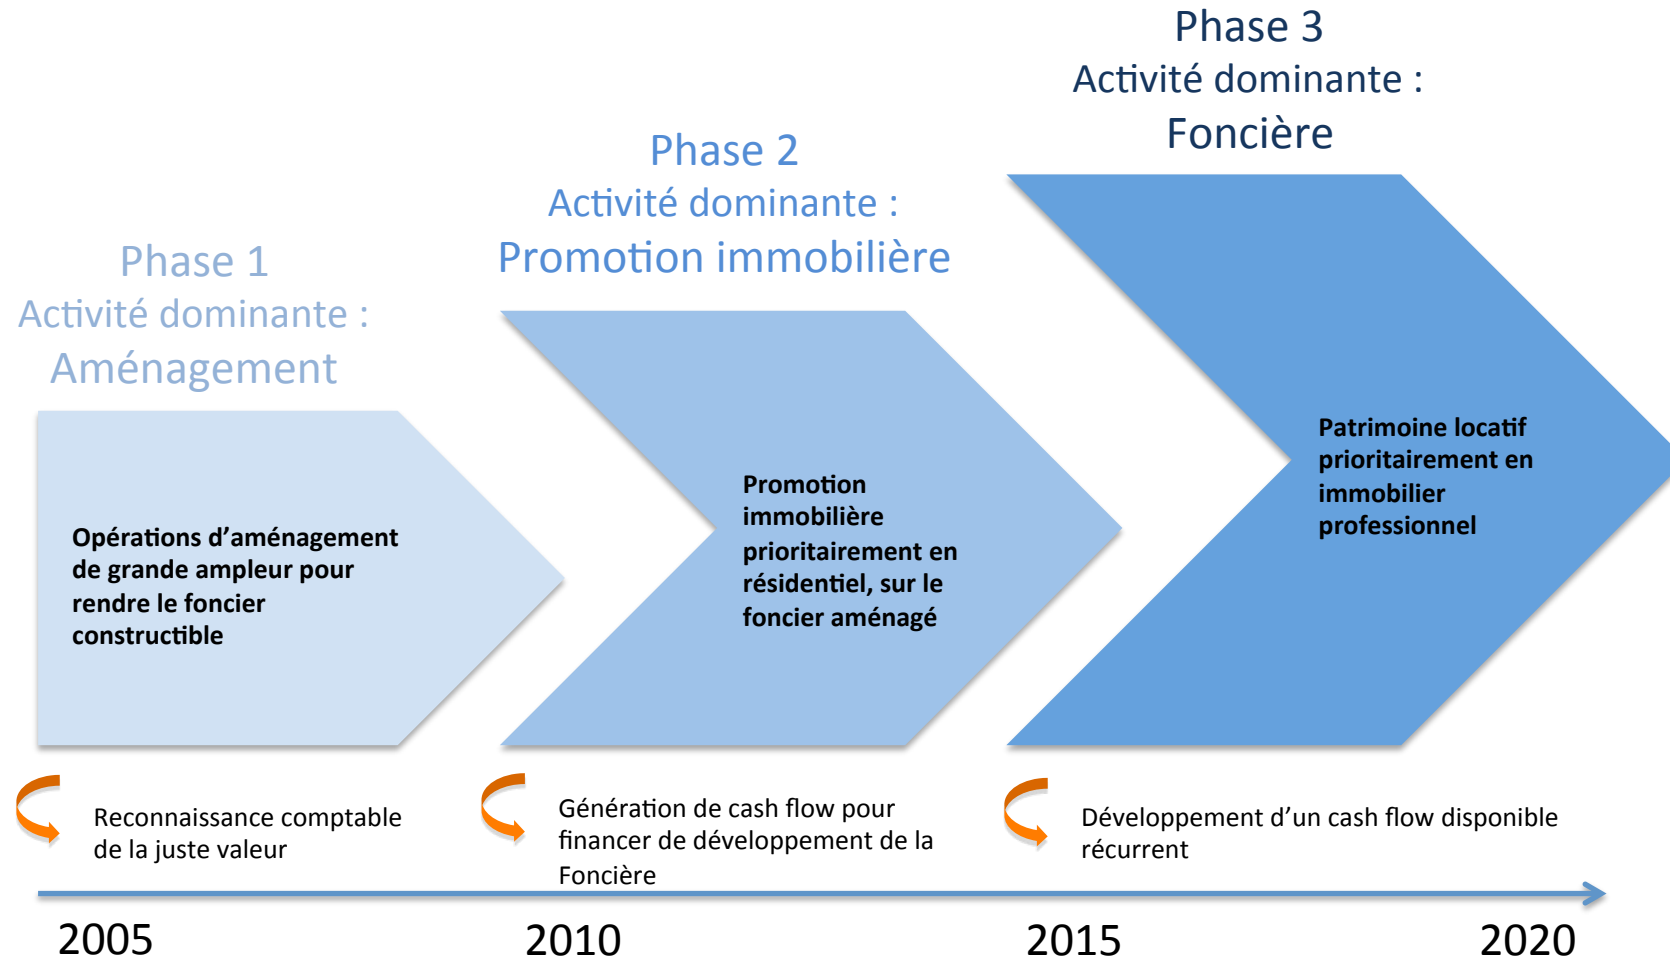 Phase 1
Activité dominante :
Aménagement
Phase 2
Activité dominante :
Promotion immobilière
Phase 3
Activité dominante :
Foncière
Opérations d’aménagement
de grande ampleur pour
rendre le foncier
constructible
Promotion
immobilière
prioritairement en
résidentiel, sur le
foncier aménagé
Patrimoine locatif
prioritairement en
immobilier
professionnel
Reconnaissance comptable
de la juste valeur
Génération de cash flow pour
financer de développement de la
Foncière
Développement d’un cash flow disponible
récurrent
2005
2010
2015
2020